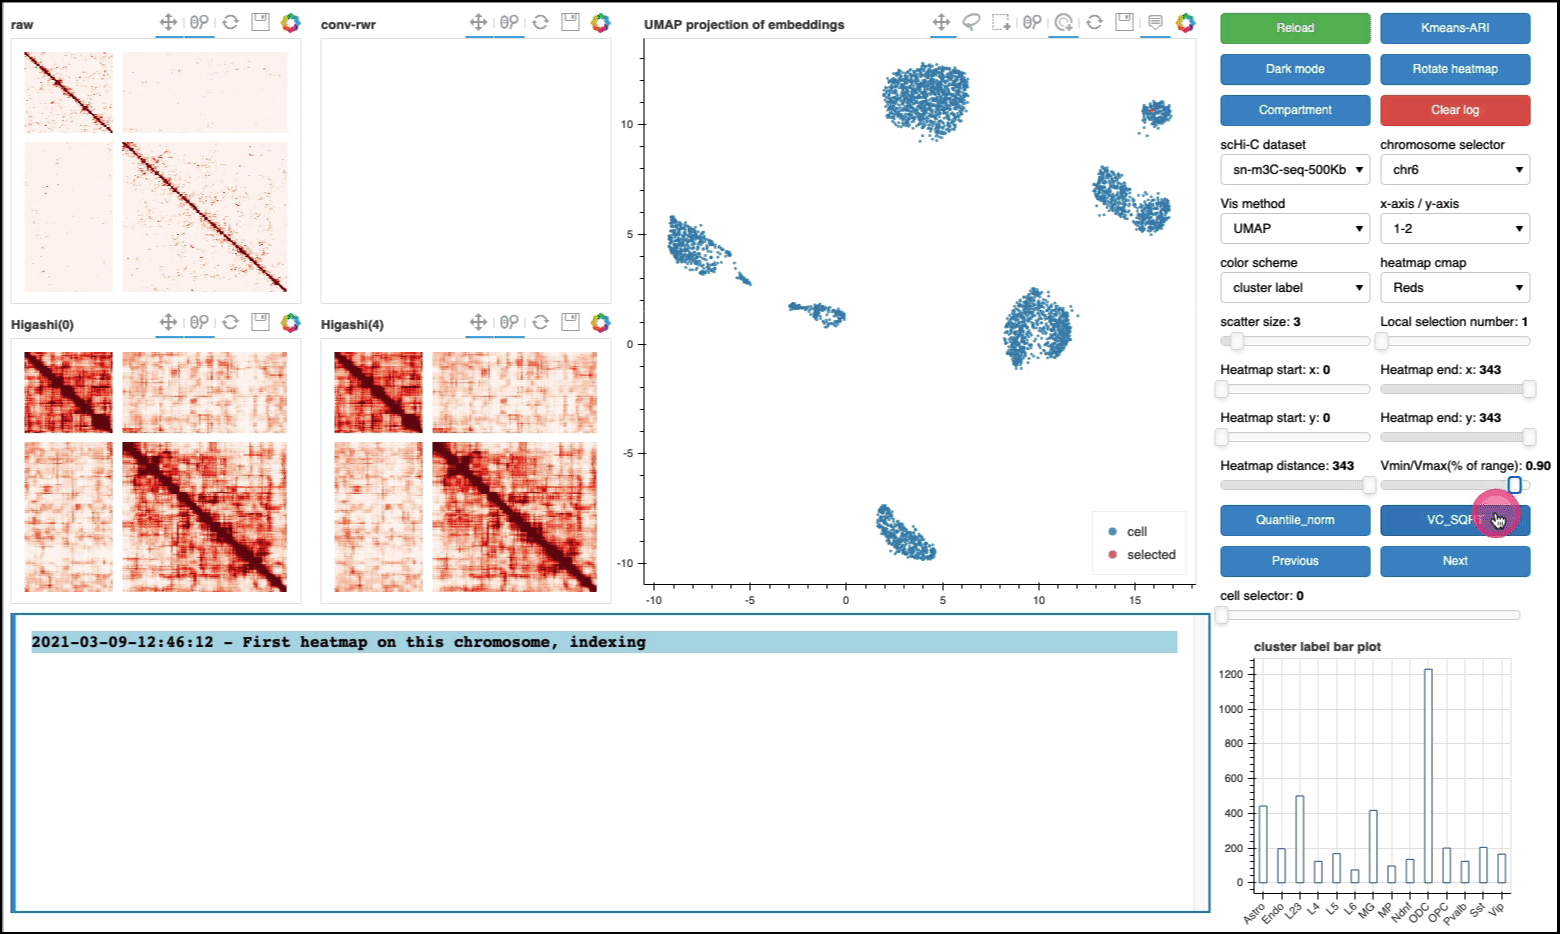 raw
conv-rwr
UMAP projection of embeddings
Reload
Kmeans-ARI
Dark mode
Rotate heatmap
Compartment
Clear log
scHi-C dataset
chromosome selector
sn-m3C-seq-500Kb
chr6
Vis method
x-axis / y-axis
UMAP
1-2
color scheme
heatmap cmap
cluster label
Reds
scatter size: 3
Local selection number: 1
Heatmap start: x: 0
Heatmap end: x: 343
Heatmap start: y: 0
Heatmap end: y: 343
Heatmap distance: 343
Vmin/Vmax(% of range): 0.90
Quantile_norm
Previous
Next
cell selector: 0
10
5
0
-5
-10
-10
-5
0
5
10
15
cell
selected
Higashi(0)
Higashi(4)
2021-03-09-12:46:12 - First heatmap on this chromosome, indexing
cluster label bar plot
1200
1000
800
600
400
200
0
Astro
Endo
L23
L4
L5
L6
MG
MP
Ndnf
ODC
OPC
Pvalb
Sst
Vip